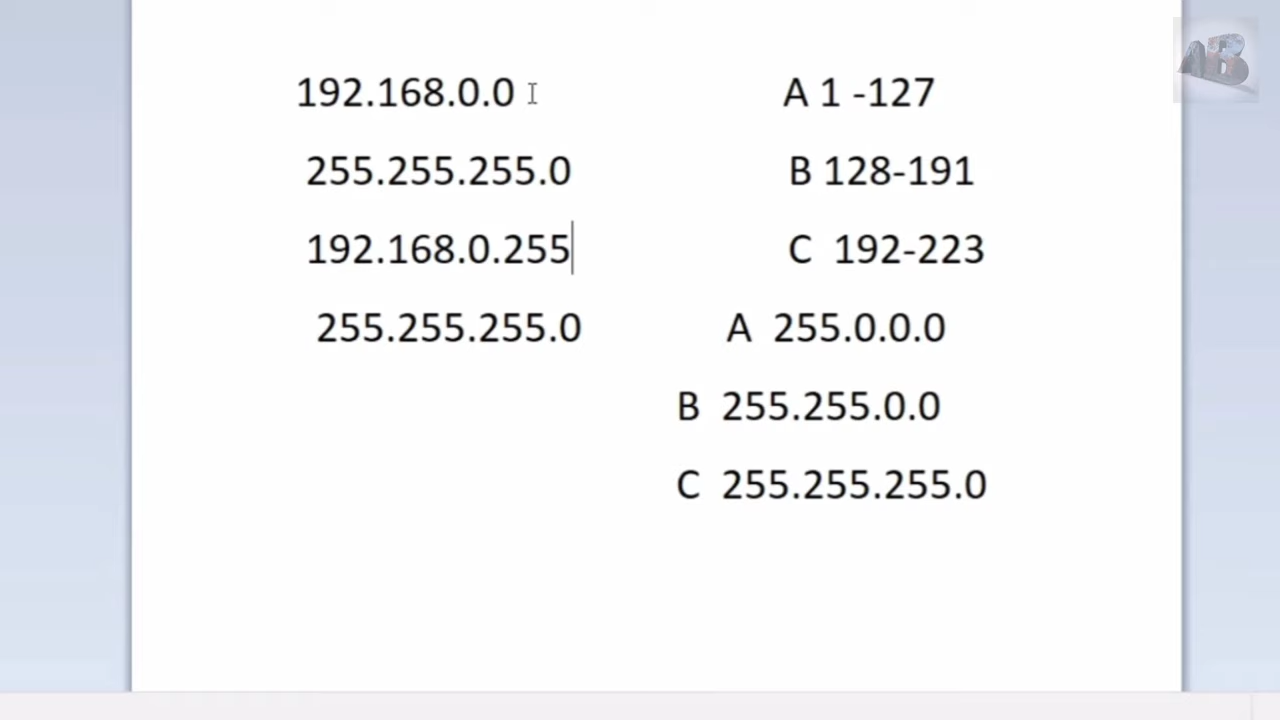 192.168.0.0 A 1 -127
255.255.255.0 B 128-191
192.168.0.255 C 192-223
255.255.255.0 A 255.0.0.0
B 255.255.0.0
C 255.255.255.0
AB